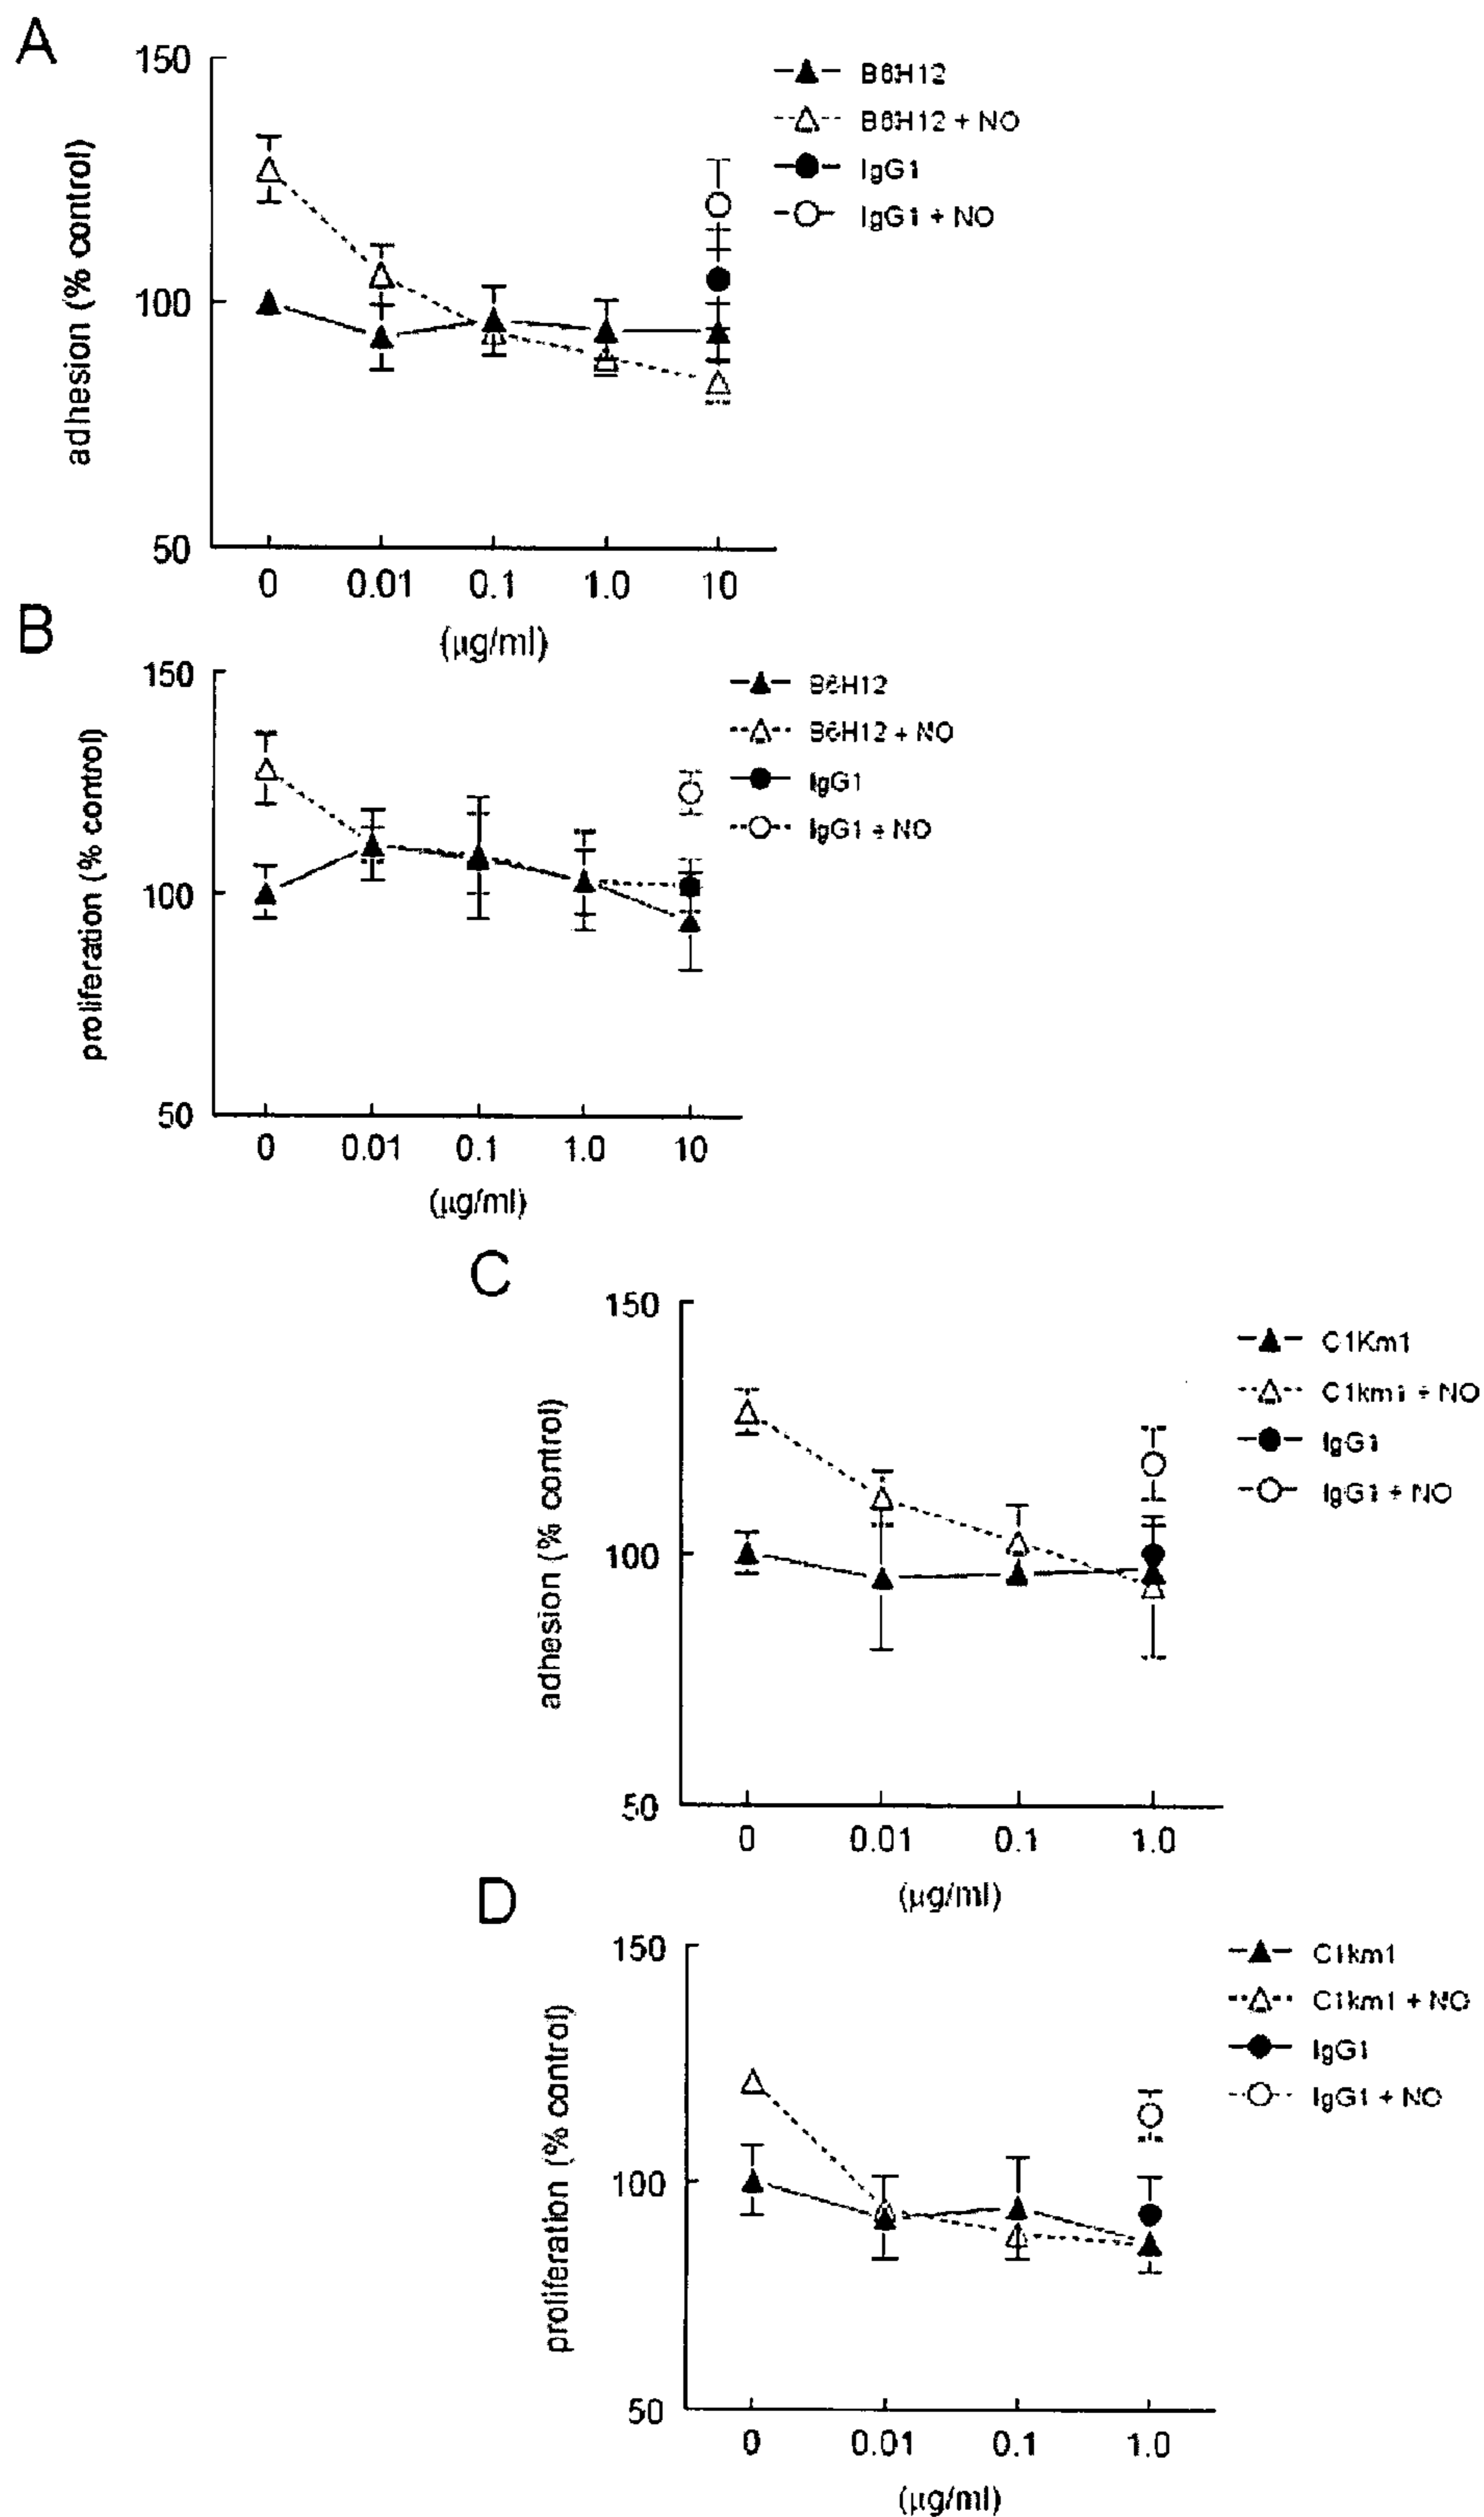 A
150
100
50
adhesion (% control)
0 0.01 0.1 1.0 10
(µg/ml)
B6H12
B6H12 + NO
IgG1
IgG1 + NO
B
150
100
50
proliferation (% control)
0 0.01 0.1 1.0 10
(µg/ml)
B6H12
B6H12 + NO
IgG1
IgG1 + NO
C
150
100
50
adhesion (% control)
0 0.01 0.1 1.0
(µg/ml)
C1Km1
C1km1 + NO
IgG1
IgG1 + NO
D
150
100
50
proliferation (% control)
0 0.01 0.1 1.0
(µg/ml)
C1km1
C1km1 + NO
IgG1
IgG1 + NO